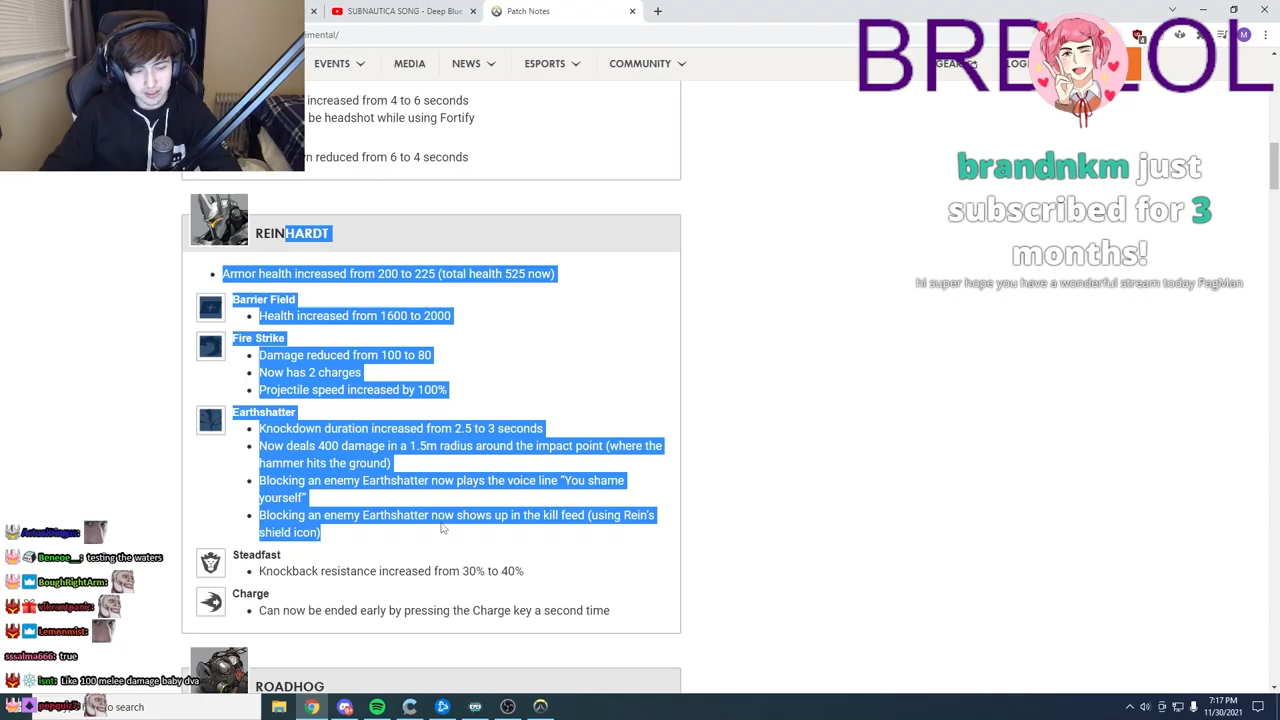 SUBNAUTICA SONG - Deep Blue
Patch Notes
imental/
EVENTS
MEDIA
NEWS
ESPORTS
COMMUNITY
increased from 4 to 6 seconds
be headshot while using Fortify
reduced from 6 to 4 seconds
REINHARDT
Armor health increased from 200 to 225 (total health 525 now)
Barrier Field
Health increased from 1600 to 2000
Fire Strike
Damage reduced from 100 to 80
Now has 2 charges
Projectile speed increased by 100%
Earthshatter
Knockdown duration increased from 2.5 to 3 seconds
Now deals 400 damage in a 1.5m radius around the impact point (where the
hammer hits the ground)
Blocking an enemy Earthshatter now plays the voice line “You shame
yourself”
Blocking an enemy Earthshatter now shows up in the kill feed (using Rein’s
shield icon)
Steadfast
Knockback resistance increased from 30% to 40%
Charge
Can now be ended early by pressing the Charge key a second time
ROADHOG
brandnkm just
subscribed for 3
months!
hi super hope you have a wonderful stream today PagMan
Beneoe__: testing the waters
BoughRightArm:
vibrantpanic:
Lemonmist:
sssalma666: true
Isnt: Like 100 melee damage baby dva
to search
7:17 PM
11/30/2021